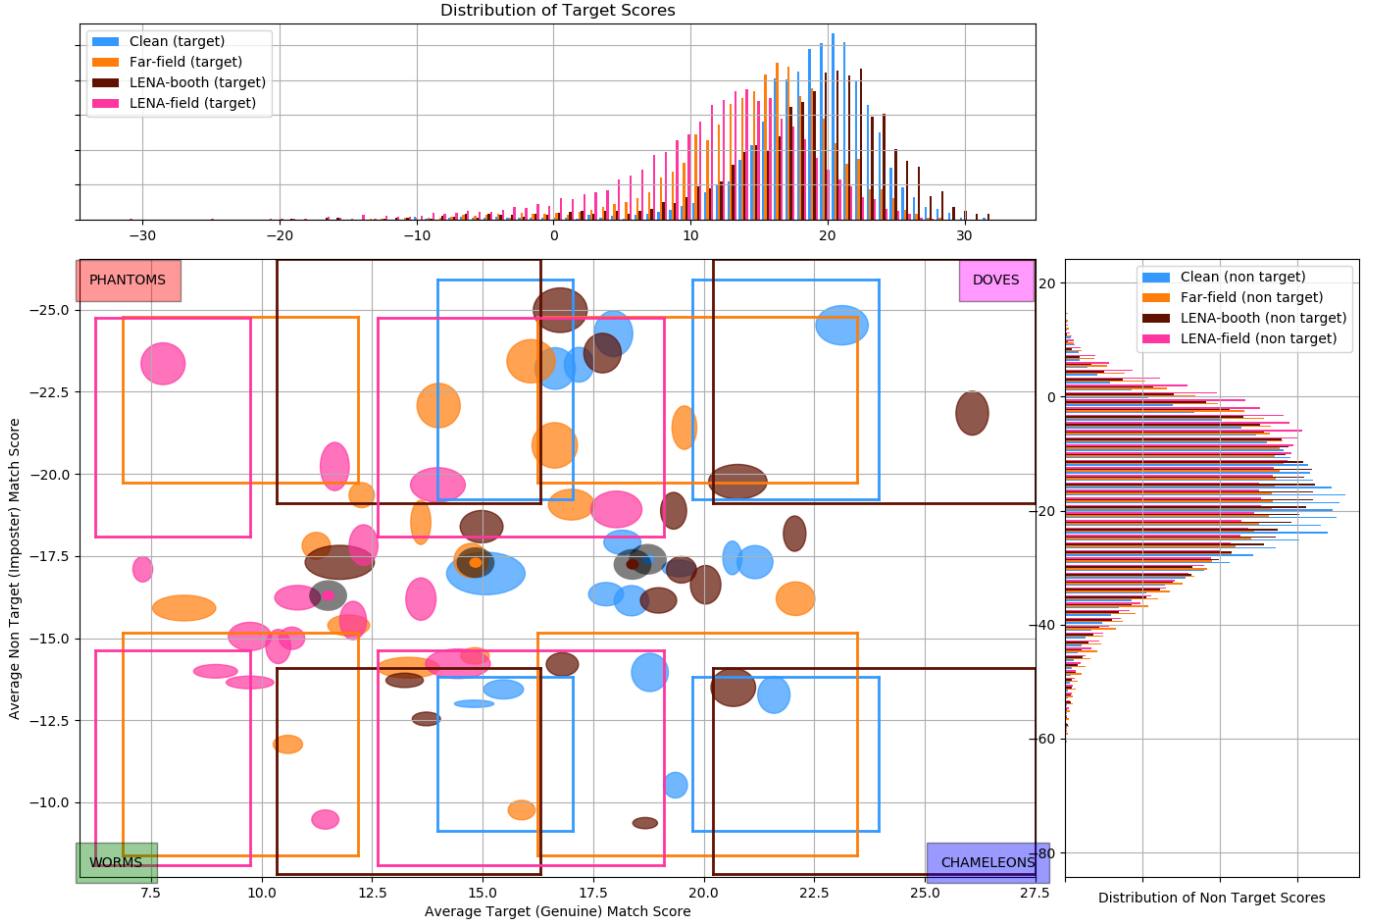 Distribution of Target Scores
Clean (target)
Far-field (target)
LENA-booth (target)
LENA-field (target)
−30 −20 −10 0 10 20 30
PHANTOMS
DOVES
WORMS
CHAMELEONS
−25.0
−22.5
−20.0
−17.5
−15.0
−12.5
−10.0
Average Non Target (Imposter) Match Score
7.5 10.0 12.5 15.0 17.5 20.0 22.5 25.0 27.5
Average Target (Genuine) Match Score
Clean (non target)
Far-field (non target)
LENA-booth (non target)
LENA-field (non target)
20
0
−20
−40
−60
−80
Distribution of Non Target Scores